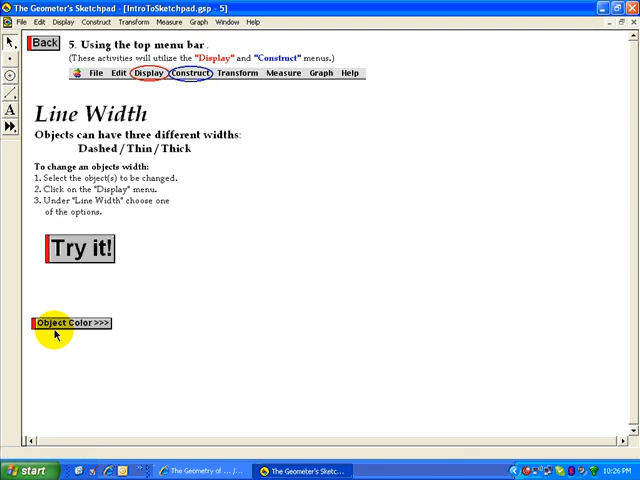 The Geometer's Sketchpad - [IntroToSketchpad.gsp - 5]
File Edit Display Construct Transform Measure Graph Window Help
Back
5. Using the top menu bar .
(These activities will utilize the "Display" and "Construct" menus.)
File Edit Display Construct Transform Measure Graph Help
A
Line Width
Objects can have three different widths:
Dashed / Thin / Thick
To change an objects width:
1. Select the object(s) to be changed.
2. Click on the "Display" menu.
3. Under "Line Width" choose one
of the options.
Try it!
Object Color >>>
start
The Geometry of ... /...
The Geometer's Sketc...
10:26 PM